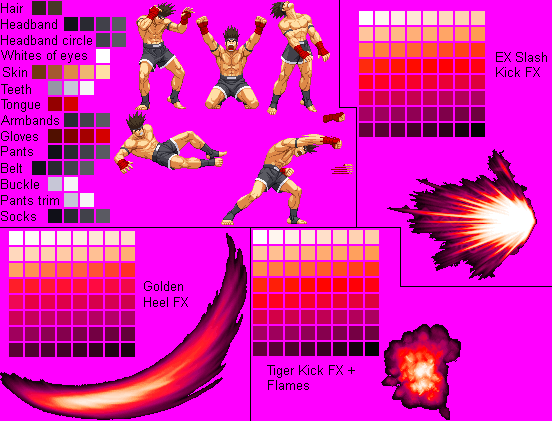 Hair
Headband
Headband circle
Whites of eyes
Skin
Teeth
Tongue
Armbands
Gloves
Pants
Belt
Buckle
Pants trim
Socks
EX Slash
Kick FX
Golden
Heel FX
Tiger Kick FX +
Flames